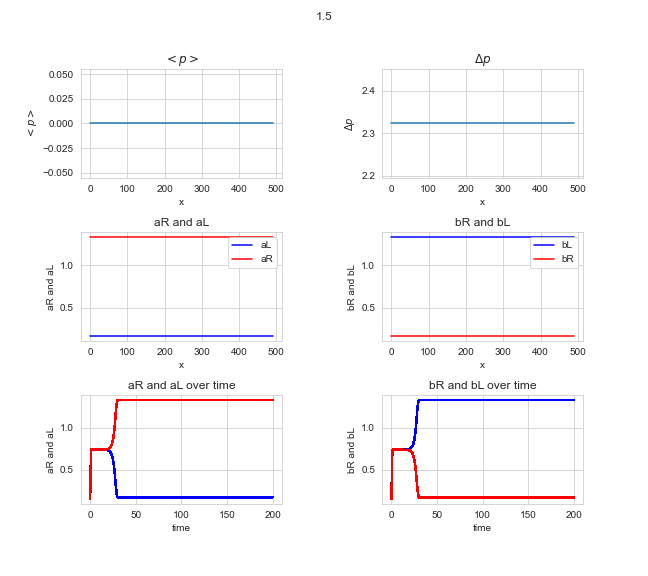 1.5
< p >
Δp
0.050
0.025
0.000
−0.025
−0.050
< p >
0 100 200 300 400 500
x
2.4
2.3
2.2
Δp
0 100 200 300 400 500
x
aR and aL
bR and bL
1.0
0.5
aR and aL
aL
aR
0 100 200 300 400 500
x
1.0
0.5
bR and bL
bL
bR
0 100 200 300 400 500
x
aR and aL over time
bR and bL over time
1.0
0.5
aR and aL
0 50 100 150 200
time
1.0
0.5
bR and bL
0 50 100 150 200
time